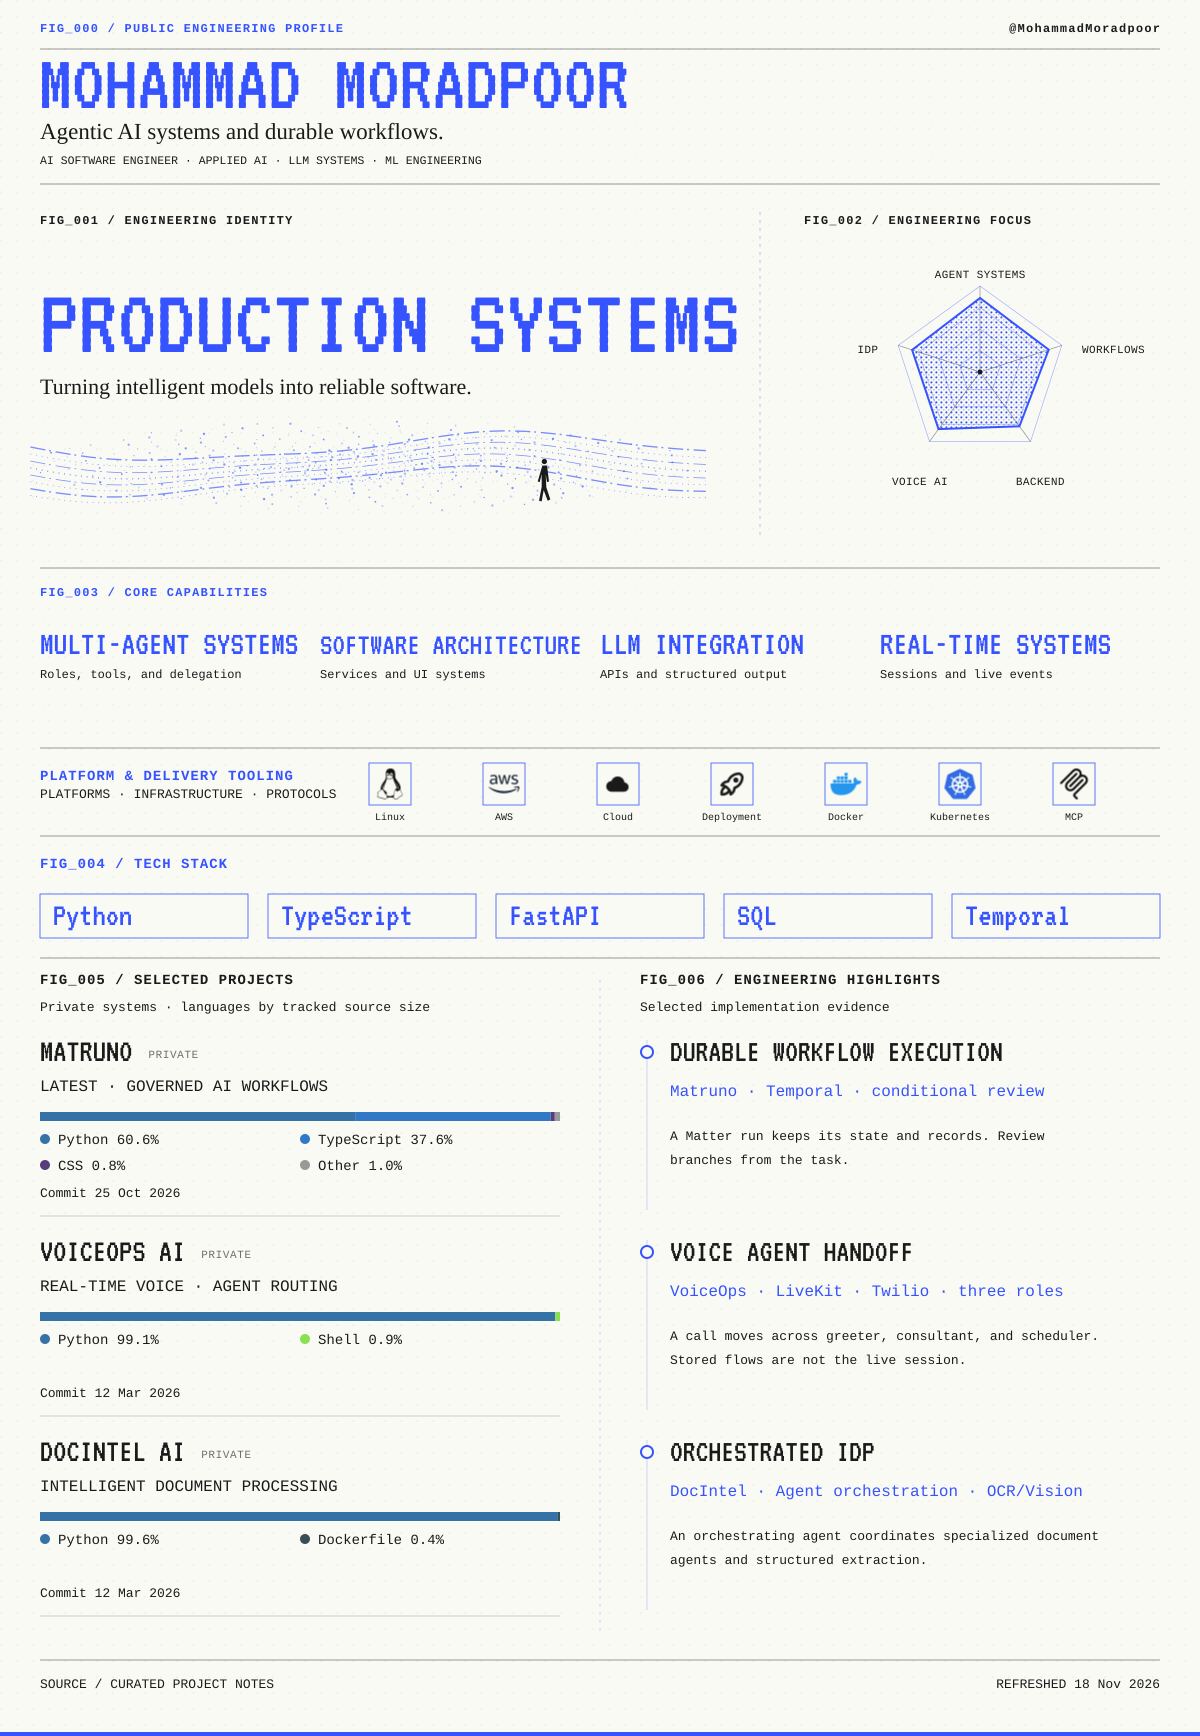 FIG_000 / PUBLIC ENGINEERING PROFILE
@MohammadMoradpoor
MOHAMMAD MORADPOOR
Agentic AI systems and durable workflows.
AI SOFTWARE ENGINEER · APPLIED AI · LLM SYSTEMS · ML ENGINEERING
FIG_001 / ENGINEERING IDENTITY
PRODUCTION SYSTEMS
Turning intelligent models into reliable software.
FIG_002 / ENGINEERING FOCUS
AGENT SYSTEMS
IDP
WORKFLOWS
VOICE AI
BACKEND
FIG_003 / CORE CAPABILITIES
MULTI-AGENT SYSTEMS
Roles, tools, and delegation
SOFTWARE ARCHITECTURE
Services and UI systems
LLM INTEGRATION
APIs and structured output
REAL-TIME SYSTEMS
Sessions and live events
PLATFORM & DELIVERY TOOLING
PLATFORMS · INFRASTRUCTURE · PROTOCOLS
Linux
aws
AWS
Cloud
Deployment
Docker
Kubernetes
MCP
FIG_004 / TECH STACK
Python
TypeScript
FastAPI
SQL
Temporal
FIG_005 / SELECTED PROJECTS
Private systems · languages by tracked source size
MATRUNO PRIVATE
LATEST · GOVERNED AI WORKFLOWS
Python 60.6%
TypeScript 37.6%
CSS 0.8%
Other 1.0%
Commit 25 Oct 2026
VOICEOPS AI PRIVATE
REAL-TIME VOICE · AGENT ROUTING
Python 99.1%
Shell 0.9%
Commit 12 Mar 2026
DOCINTEL AI PRIVATE
INTELLIGENT DOCUMENT PROCESSING
Python 99.6%
Dockerfile 0.4%
Commit 12 Mar 2026
FIG_006 / ENGINEERING HIGHLIGHTS
Selected implementation evidence
DURABLE WORKFLOW EXECUTION
Matruno · Temporal · conditional review
A Matter run keeps its state and records. Review
branches from the task.
VOICE AGENT HANDOFF
VoiceOps · LiveKit · Twilio · three roles
A call moves across greeter, consultant, and scheduler.
Stored flows are not the live session.
ORCHESTRATED IDP
DocIntel · Agent orchestration · OCR/Vision
An orchestrating agent coordinates specialized document
agents and structured extraction.
SOURCE / CURATED PROJECT NOTES
REFRESHED 18 Nov 2026